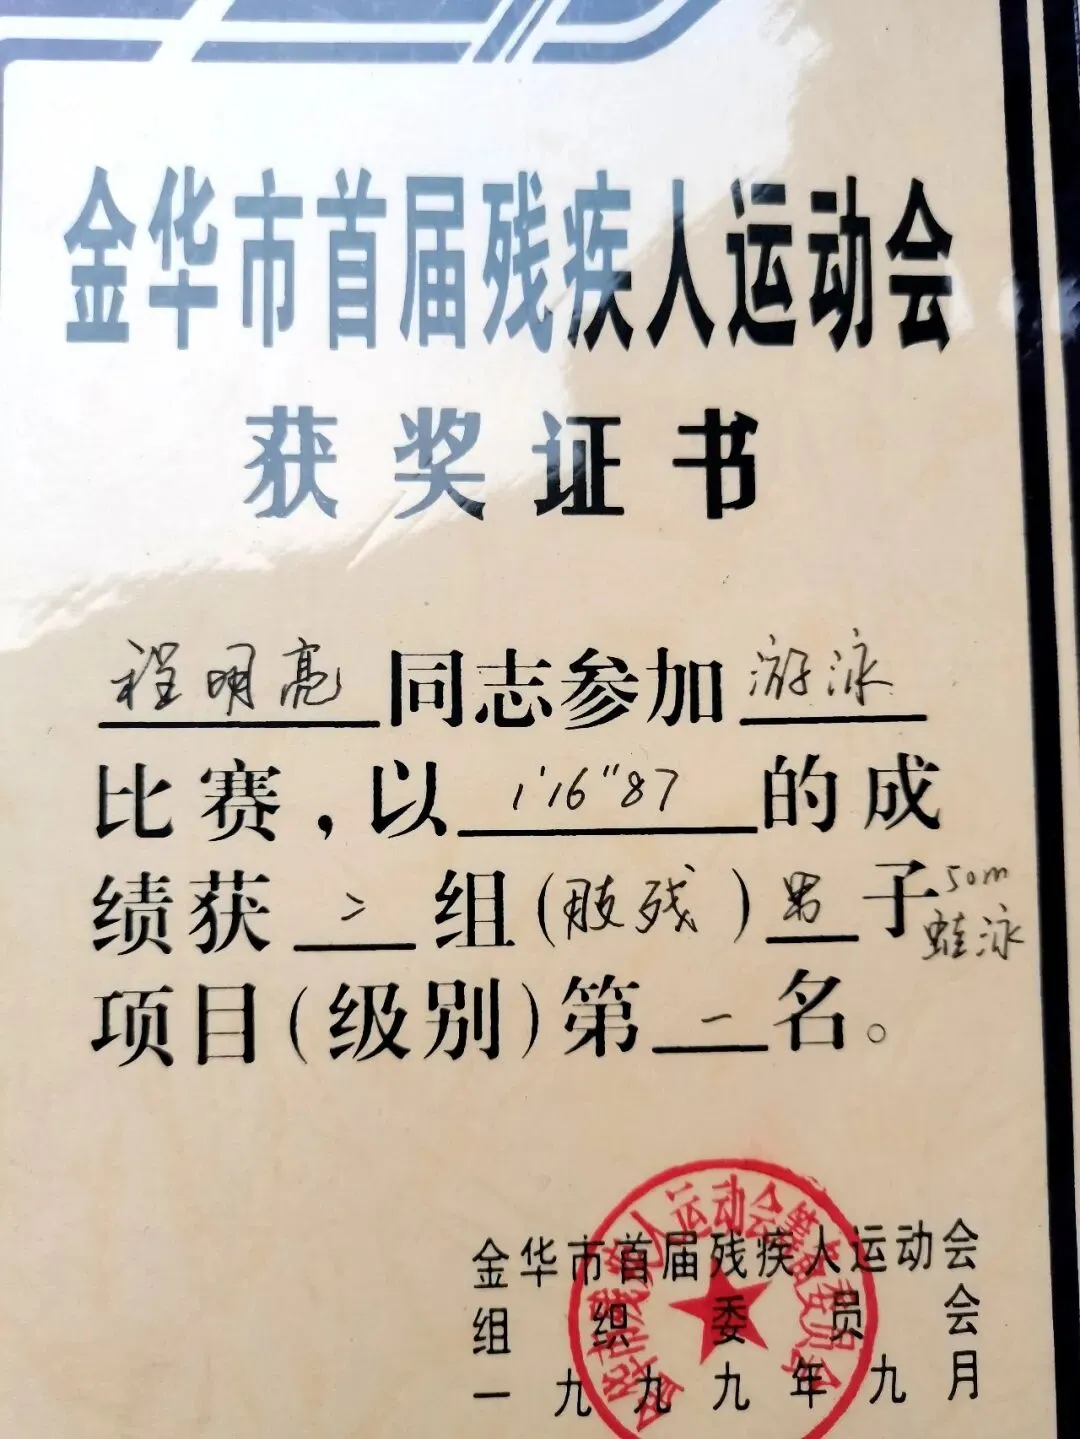 金华市首届残疾人运动会
获奖证书
程明亮同志参加游泳
比赛，以1′16″87的成
绩获二组(肢残)男子50m蛙泳
项目(级别)第二名。
金华市首届残疾人运动会
组织委员会
一九九九年九月